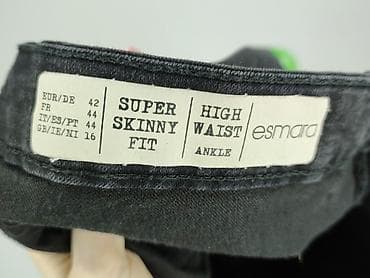 EUR/DE 42
FR 44
IT/ES/PT 44
GB/IE/NI 16
SUPER
SKINNY
FIT
HIGH
WAIST
ANKLE
esmara